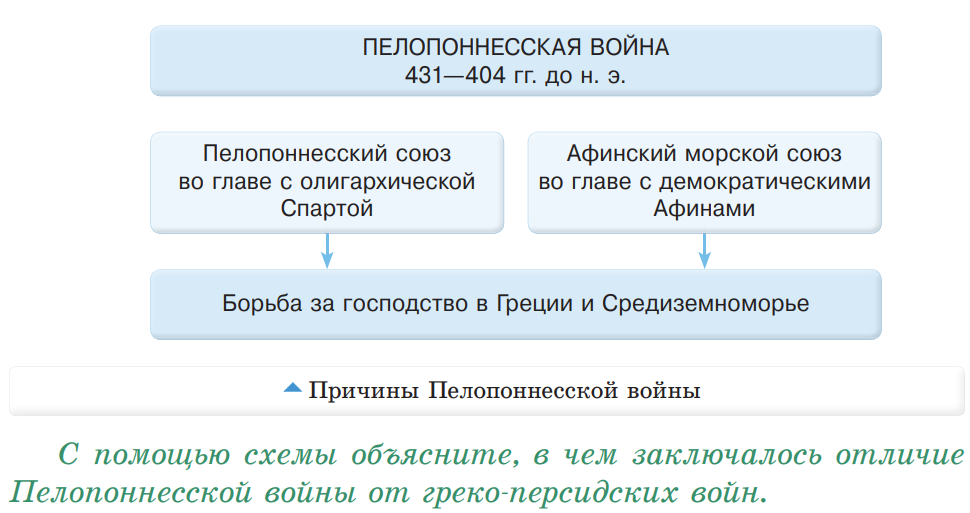 ПЕЛОПОННЕССКАЯ ВОЙНА
431—404 гг. до н. э.
Пелопоннесский союз
во главе с олигархической
Спартой
Афинский морской союз
во главе с демократическими
Афинами
Борьба за господство в Греции и Средиземноморье
Причины Пелопоннесской войны
С помощью схемы объясните, в чем заключалось отличие
Пелопоннесской войны от греко-персидских войн.